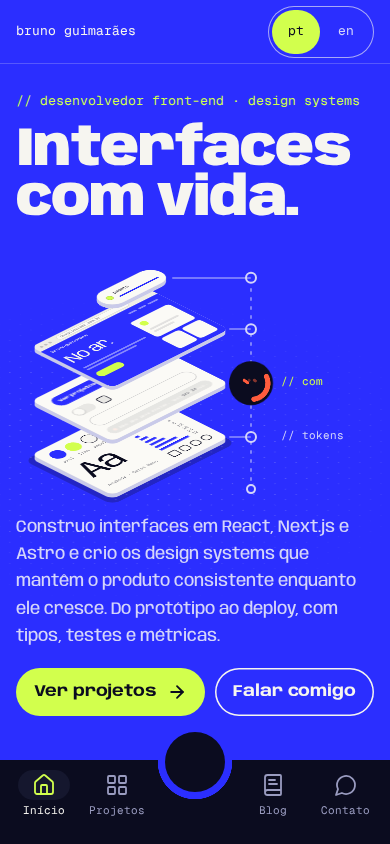 bruno guimarães
pt
en
// desenvolvedor front-end · design systems
Interfaces
com vida.
No ar.
// com
// tokens
Aa
Construo interfaces em React, Next.js e
Astro e crio os design systems que
mantêm o produto consistente enquanto
ele cresce. Do protótipo ao deploy, com
tipos, testes e métricas.
Ver projetos
Falar comigo
Início
Projetos
Blog
Contato